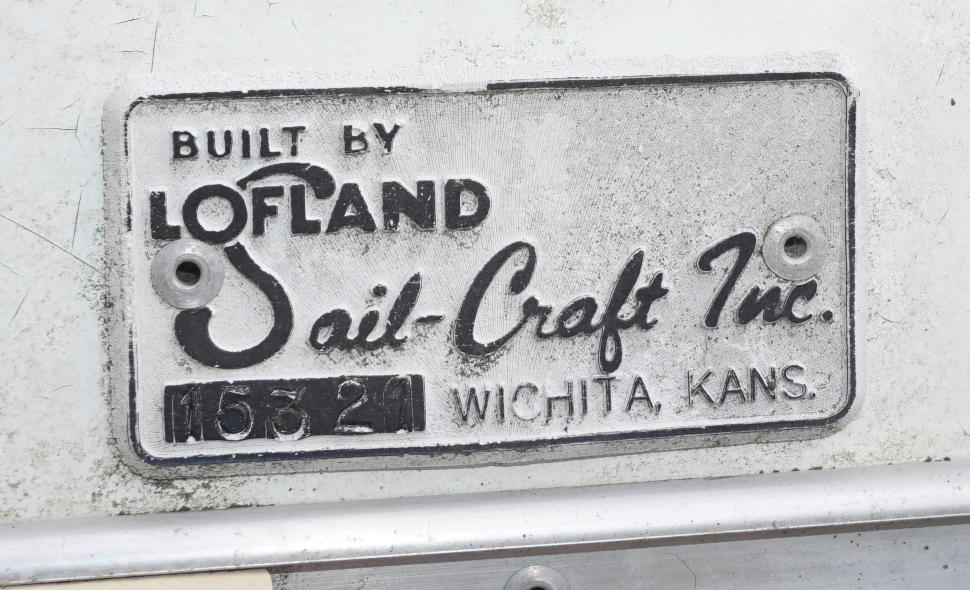 BUILT BY
LOFLAND
Sail-Craft Inc.
15321 WICHITA, KANS.